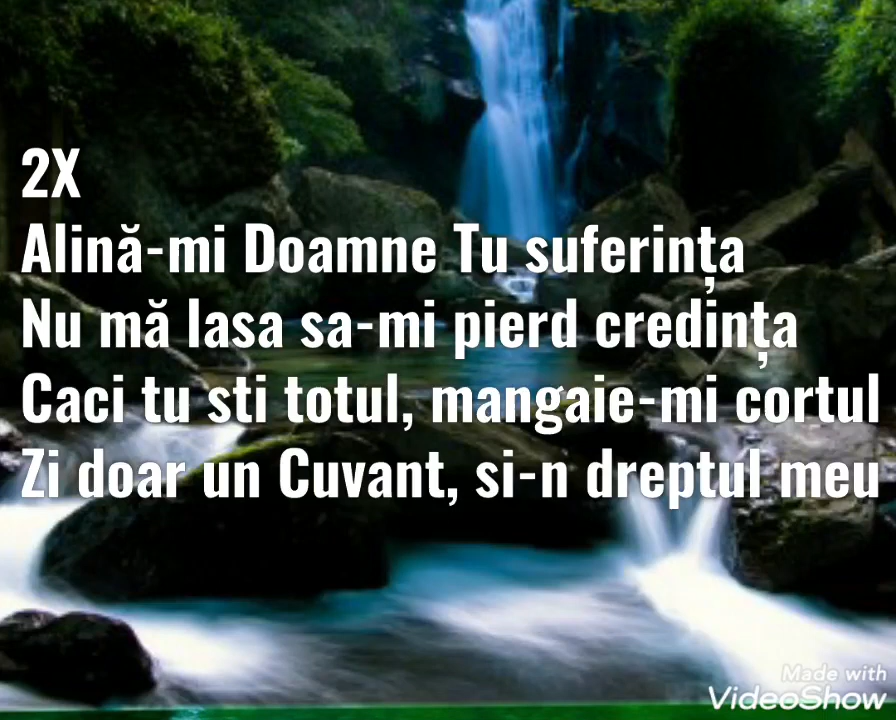 2X
Alină-mi Doamne Tu suferința
Nu mă lasa sa-mi pierd credința
Caci tu sti totul, mangaie-mi cortul
Zi doar un Cuvant, si-n dreptul meu
Made with
VideoShow